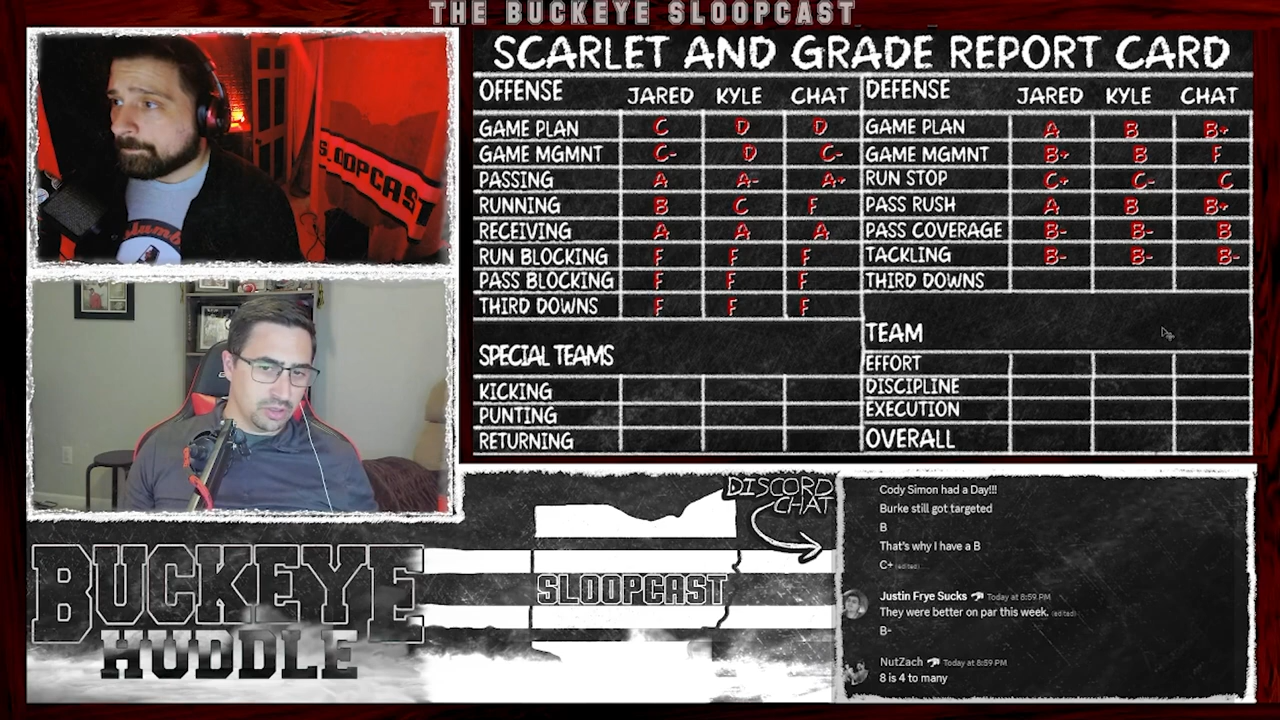 THE BUCKEYE SLOOPCAST
SCARLET AND GRADE REPORT CARD
OFFENSE JARED KYLE CHAT
GAME PLAN C D D
GAME MGMNT C- D C-
PASSING A A- A+
RUNNING B C F
RECEIVING A A A
RUN BLOCKING F F F
PASS BLOCKING F F F
THIRD DOWNS F F F
SPECIAL TEAMS
KICKING
PUNTING
RETURNING
DEFENSE JARED KYLE CHAT
GAME PLAN A B B+
GAME MGMNT B+ B F
RUN STOP C+ C- C
PASS RUSH A B B+
PASS COVERAGE B- B- B
TACKLING B- B- B-
THIRD DOWNS
TEAM
EFFORT
DISCIPLINE
EXECUTION
OVERALL
SLOOPCAST
DISCORD
CHAT
BUCKEYE
HUDDLE
SLOOPCAST
Cody Simon had a Day!!!
Burke still got targeted
B
That's why I have a B
C+ (edited)
Justin Frye Sucks Today at 8:59 PM
They were better on par this week. (edited)
B-
NutZach Today at 8:59 PM
8 is 4 to many